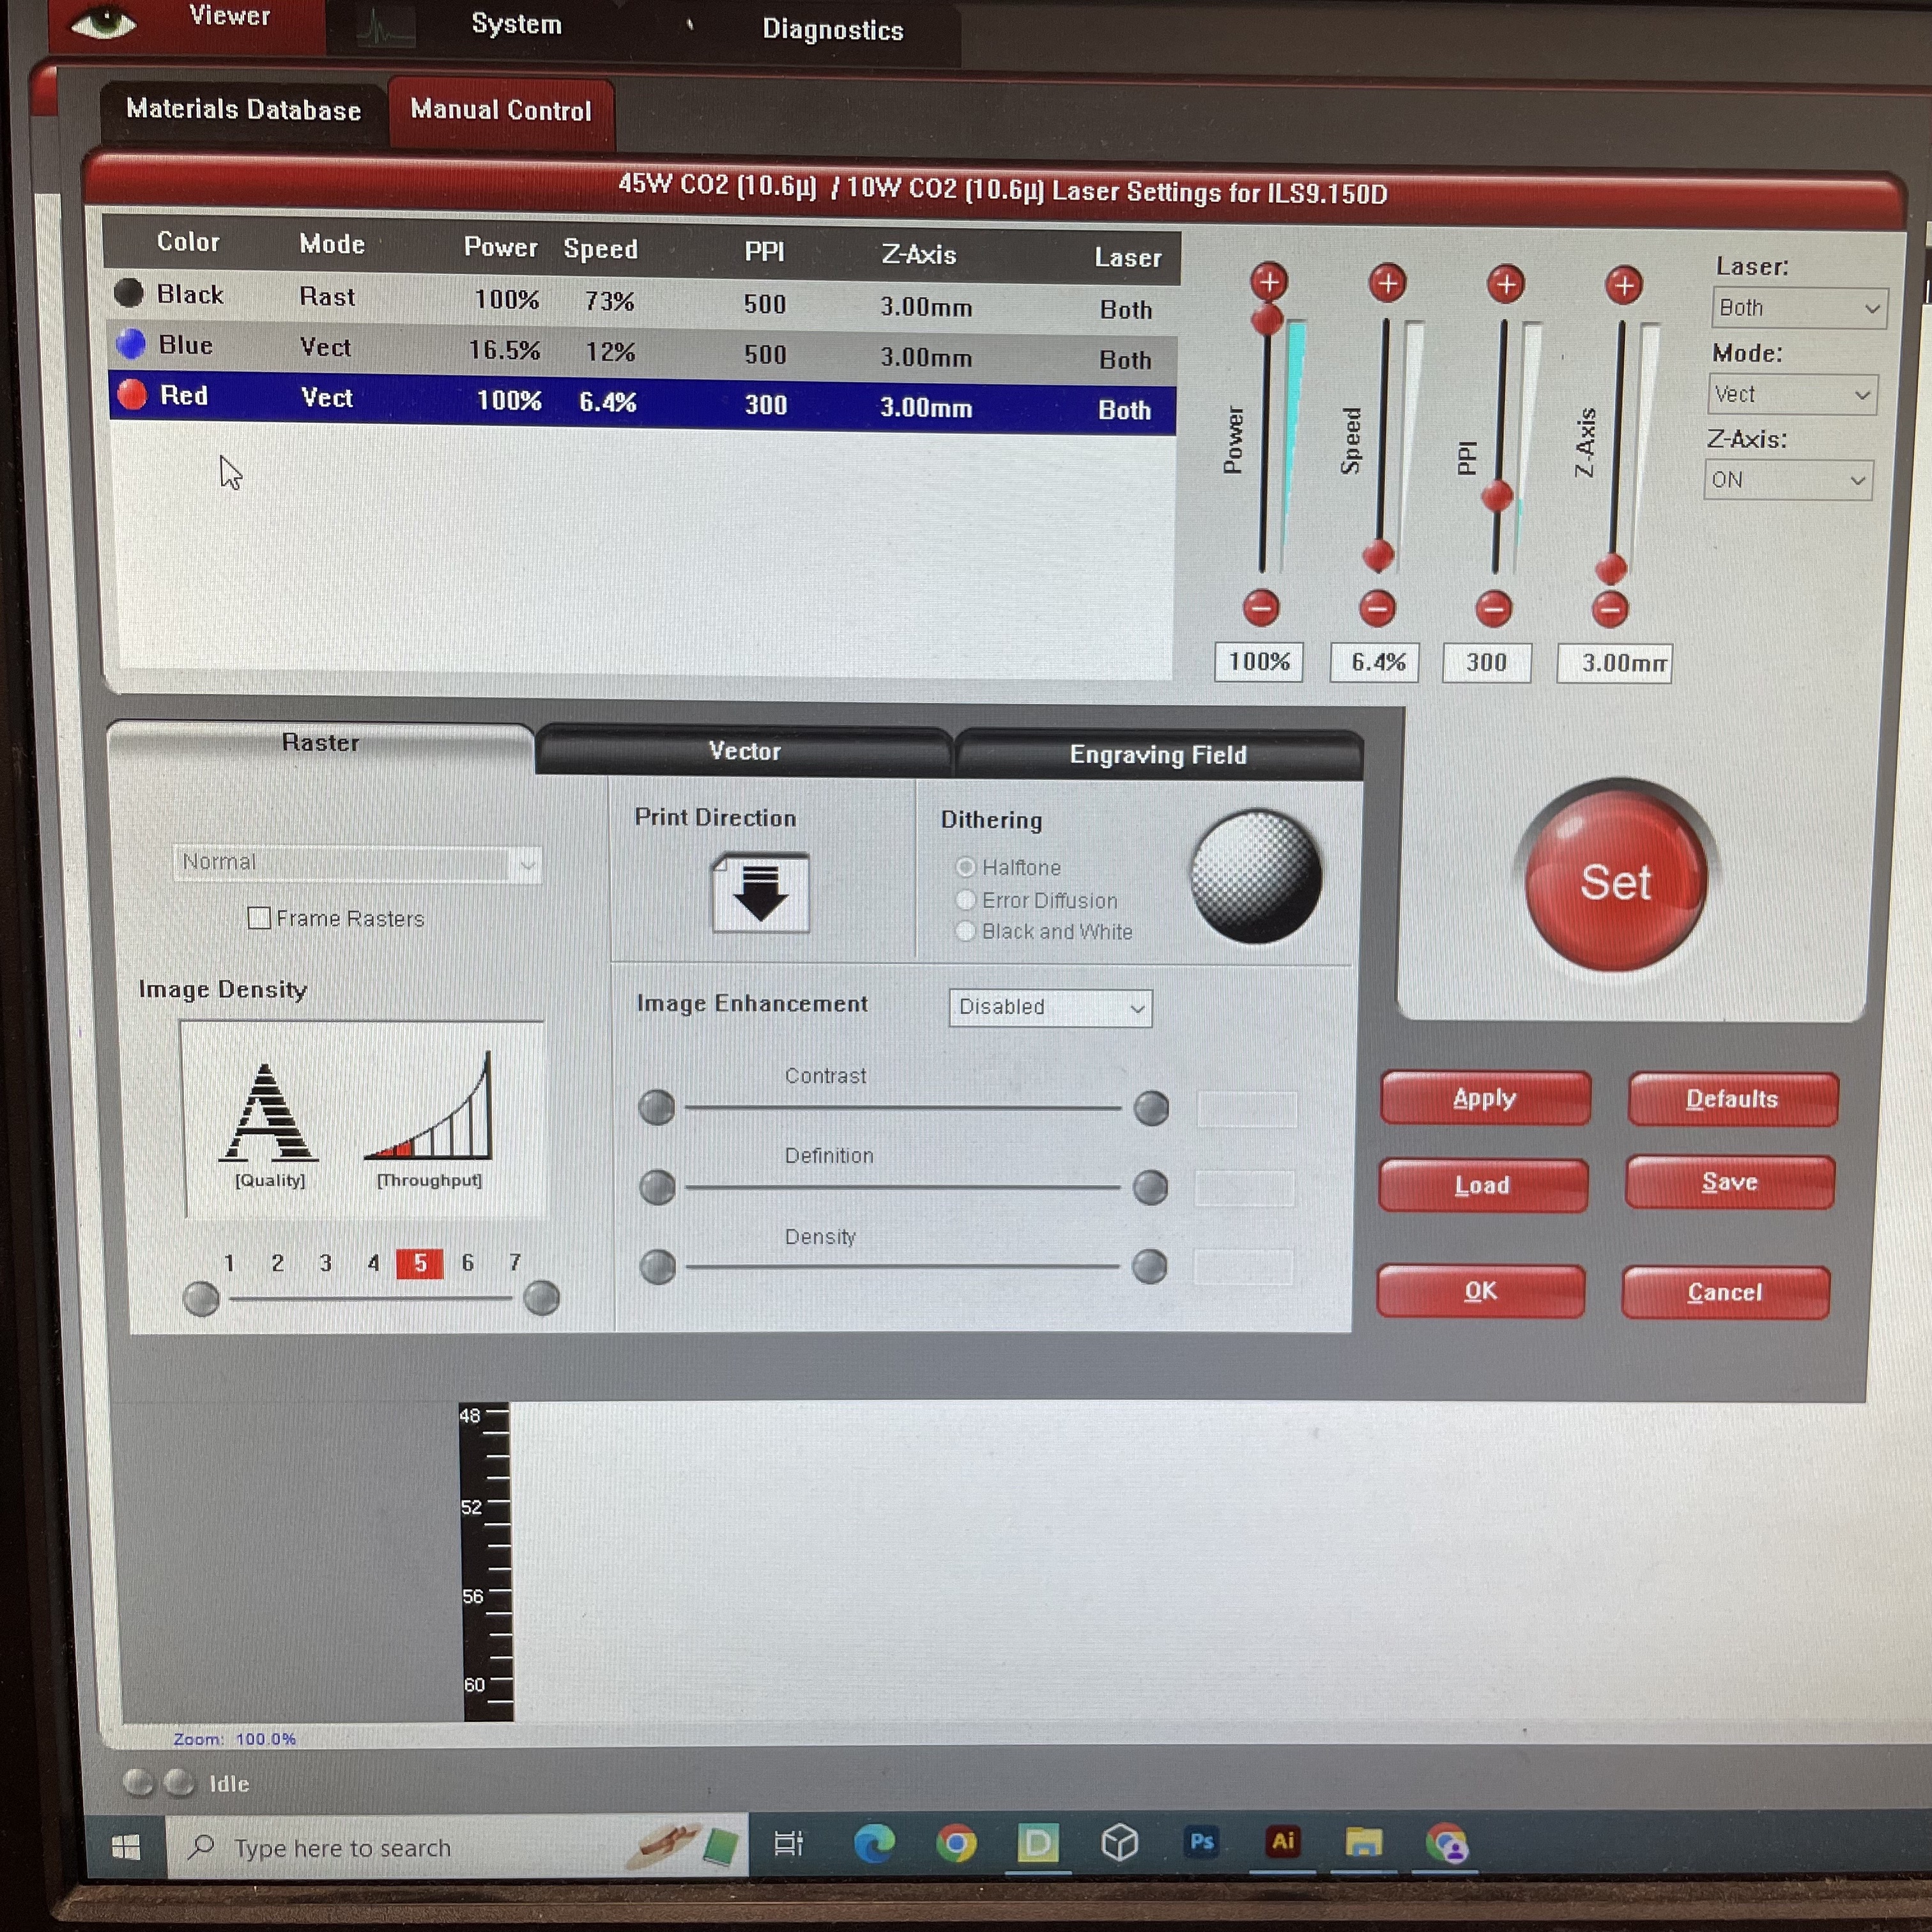 Viewer System Diagnostics
Materials Database Manual Control
45W CO2 (10.6µ) / 10W CO2 (10.6µ) Laser Settings for ILS9.150D
Color Mode Power Speed PPI Z-Axis Laser
Black Rast 100% 73% 500 3.00mm Both
Blue Vect 16.5% 12% 500 3.00mm Both
Red Vect 100% 6.4% 300 3.00mm Both
Power
Speed
PPI
Z-Axis
100% 6.4% 300 3.00mm
Laser:
Both
Mode:
Vect
Z-Axis:
ON
Set
Raster Vector Engraving Field
Normal
Frame Rasters
Print Direction
Dithering
Halftone
Error Diffusion
Black and White
Image Density
A
[Quality] [Throughput]
1 2 3 4 5 6 7
Image Enhancement Disabled
Contrast
Definition
Density
Apply Defaults
Load Save
OK Cancel
48
52
56
60
Zoom: 100.0%
Idle
Type here to search
D
Ps
Ai